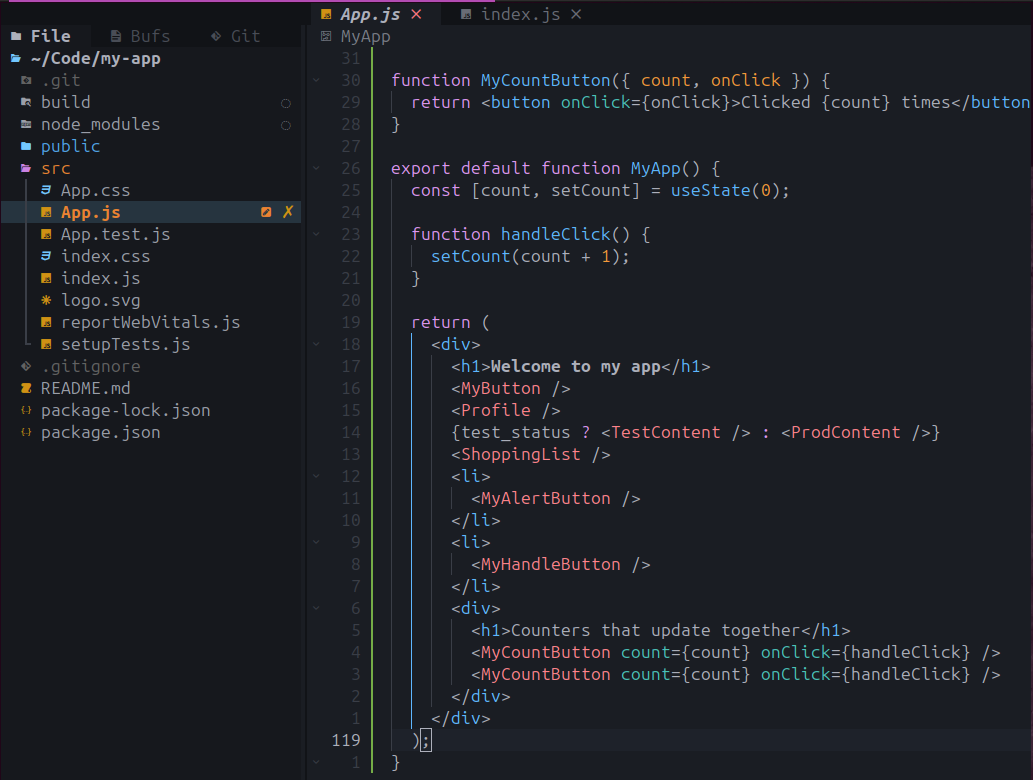 App.js ✕ index.js ✕
File Bufs Git
MyApp
~/Code/my-app
.git
build
node_modules
public
src
App.css
App.js ✗
App.test.js
index.css
index.js
logo.svg
reportWebVitals.js
setupTests.js
.gitignore
README.md
package-lock.json
package.json
31
30 function MyCountButton({ count, onClick }) {
29 return <button onClick={onClick}>Clicked {count} times</button
28 }
27
26 export default function MyApp() {
25 const [count, setCount] = useState(0);
24
23 function handleClick() {
22 setCount(count + 1);
21 }
20
19 return (
18 <div>
17 <h1>Welcome to my app</h1>
16 <MyButton />
15 <Profile />
14 {test_status ? <TestContent /> : <ProdContent />}
13 <ShoppingList />
12 <li>
11 <MyAlertButton />
10 </li>
9 <li>
8 <MyHandleButton />
7 </li>
6 <div>
5 <h1>Counters that update together</h1>
4 <MyCountButton count={count} onClick={handleClick} />
3 <MyCountButton count={count} onClick={handleClick} />
2 </div>
1 </div>
119 );
1 }